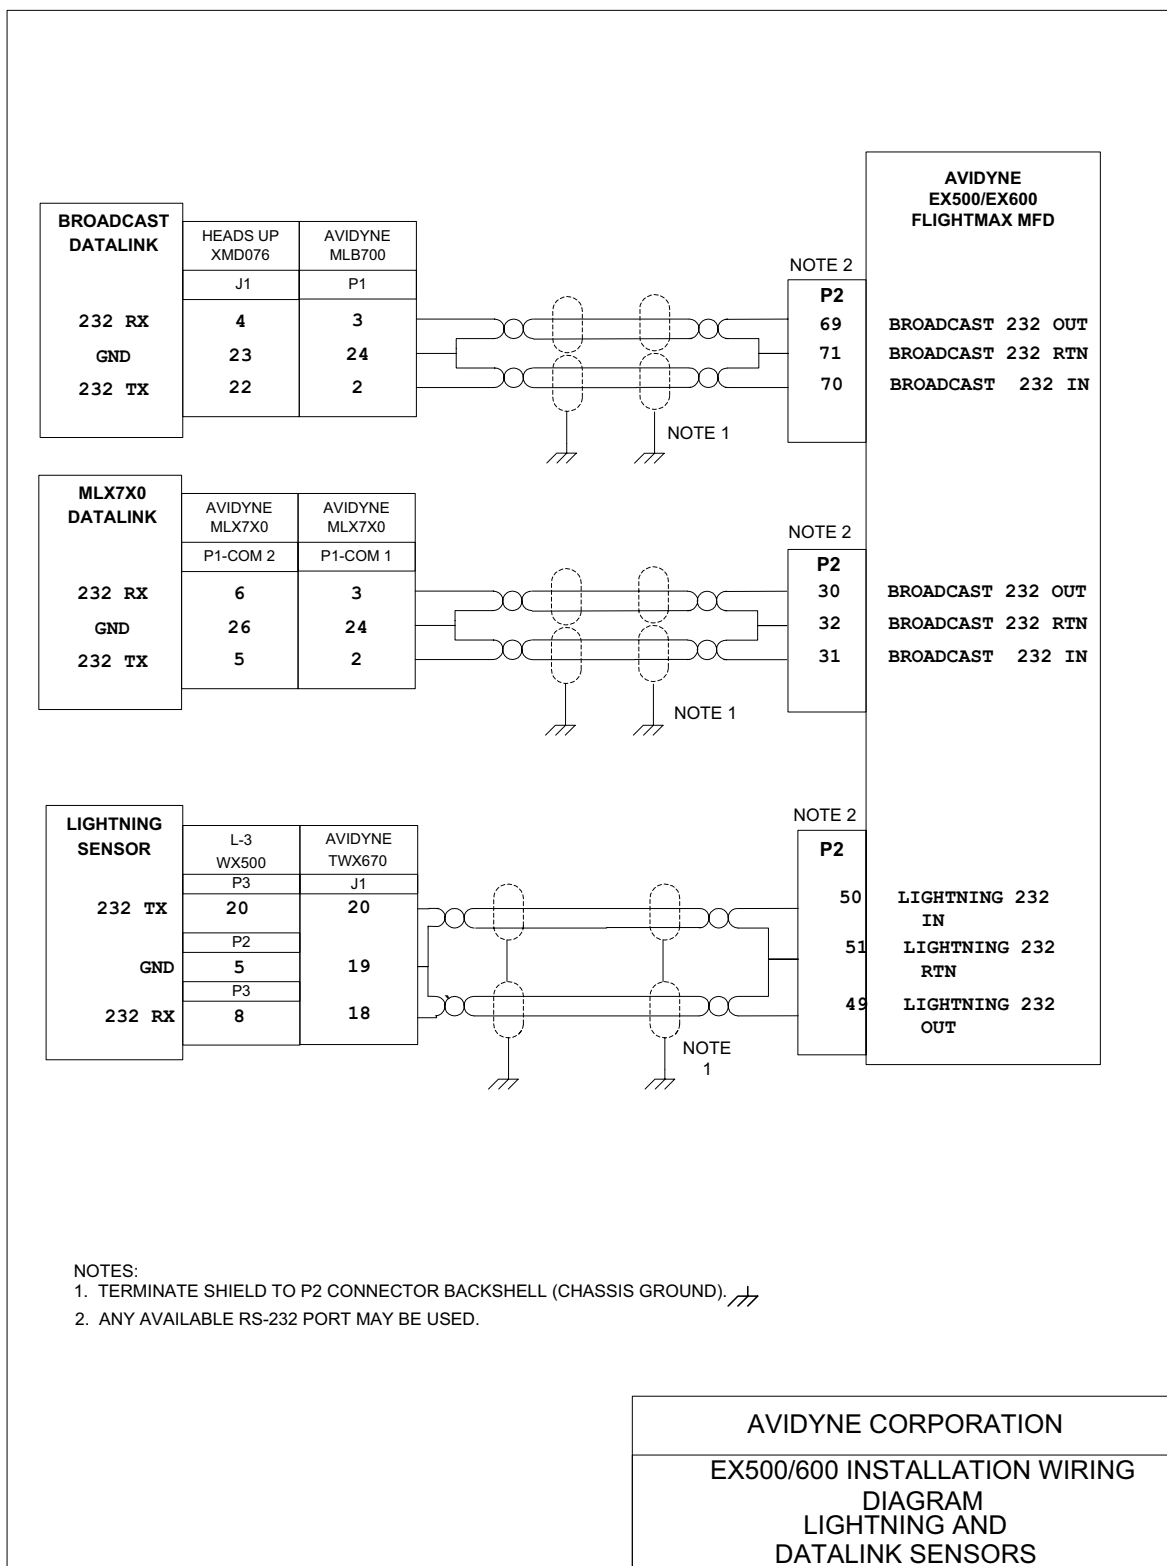 AVIDYNE
EX500/EX600
FLIGHTMAX MFD
BROADCAST
DATALINK
HEADS UP
XMD076
AVIDYNE
MLB700
J1
P1
NOTE 2
P2
232 RX 4 3 69 BROADCAST 232 OUT
GND 23 24 71 BROADCAST 232 RTN
232 TX 22 2 70 BROADCAST 232 IN
NOTE 1
MLX7X0
DATALINK
AVIDYNE
MLX7X0
AVIDYNE
MLX7X0
P1-COM 2
P1-COM 1
NOTE 2
P2
232 RX 6 3 30 BROADCAST 232 OUT
GND 26 24 32 BROADCAST 232 RTN
232 TX 5 2 31 BROADCAST 232 IN
NOTE 1
LIGHTNING
SENSOR
L-3
WX500
AVIDYNE
TWX670
P3
J1
NOTE 2
P2
232 TX 20 20 50 LIGHTNING 232
IN
P2
GND 5 19 51 LIGHTNING 232
RTN
P3
232 RX 8 18 49 LIGHTNING 232
OUT
NOTE
1
NOTES:
1. TERMINATE SHIELD TO P2 CONNECTOR BACKSHELL (CHASSIS GROUND).
2. ANY AVAILABLE RS-232 PORT MAY BE USED.
AVIDYNE CORPORATION
EX500/600 INSTALLATION WIRING
DIAGRAM
LIGHTNING AND
DATALINK SENSORS